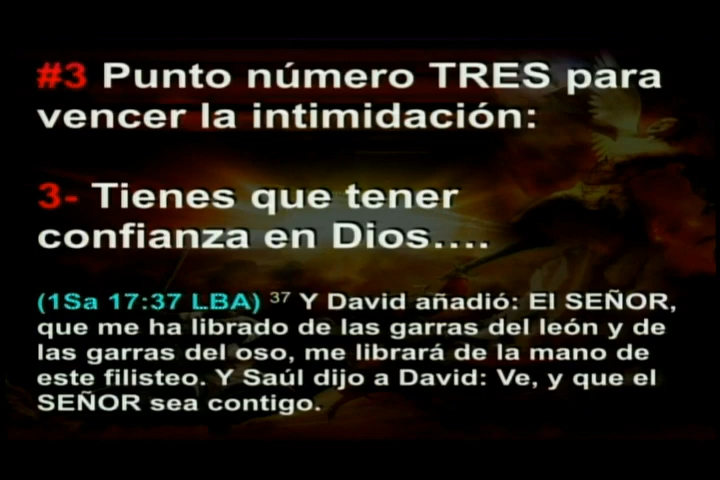 #3 Punto número TRES para
vencer la intimidación:
3- Tienes que tener
confianza en Dios....
(1Sa 17:37 LBA) ³⁷ Y David añadió: El SEÑOR,
que me ha librado de las garras del león y de
las garras del oso, me librará de la mano de
este filisteo. Y Saúl dijo a David: Ve, y que el
SEÑOR sea contigo.